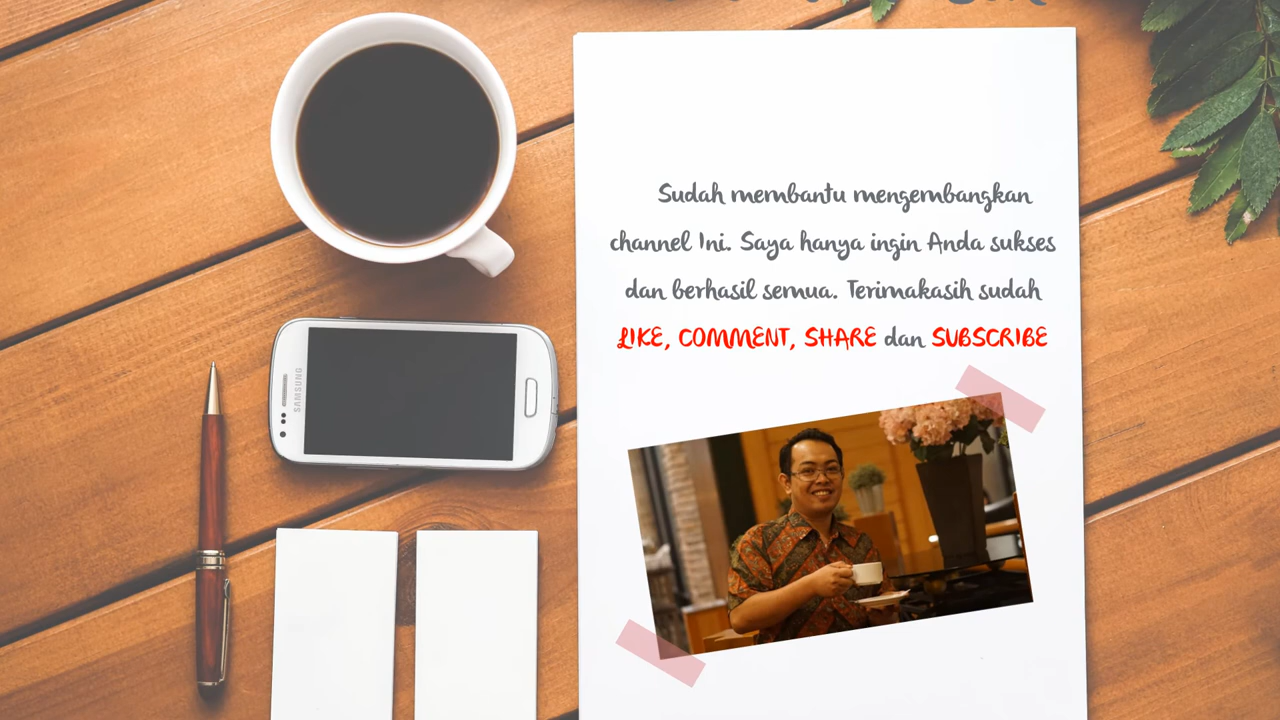 Sudah membantu mengembangkan
channel Ini. Saya hanya ingin Anda sukses
dan berhasil semua. Terimakasih sudah
LIKE, COMMENT, SHARE dan SUBSCRIBE
SAMSUNG